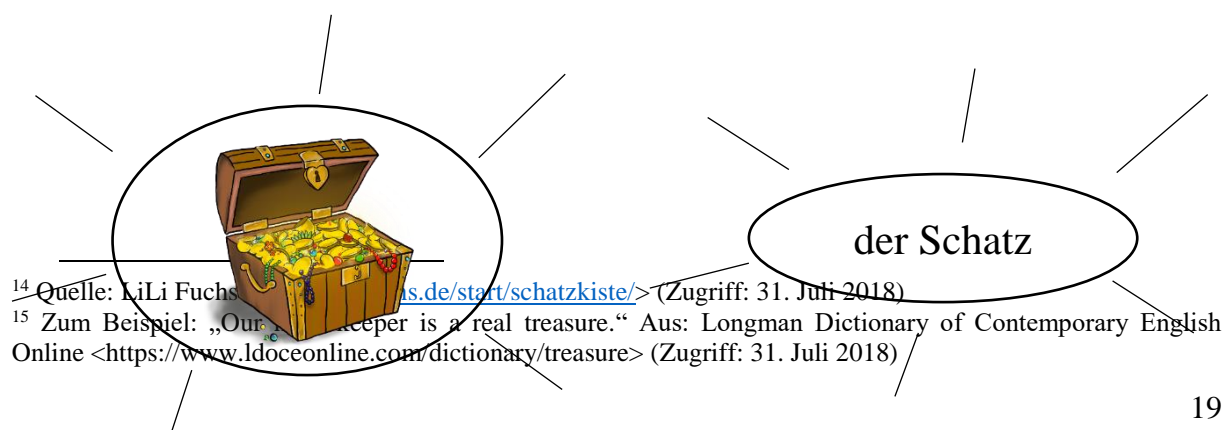 der Schatz
14 Quelle: LiLi Fuchs s.de/start/schatzkiste/> (Zugriff: 31. Juli 2018)
15 Zum Beispiel: „Our keeper is a real treasure.“ Aus: Longman Dictionary of Contemporary English
Online <https://www.ldoceonline.com/dictionary/treasure> (Zugriff: 31. Juli 2018)
19